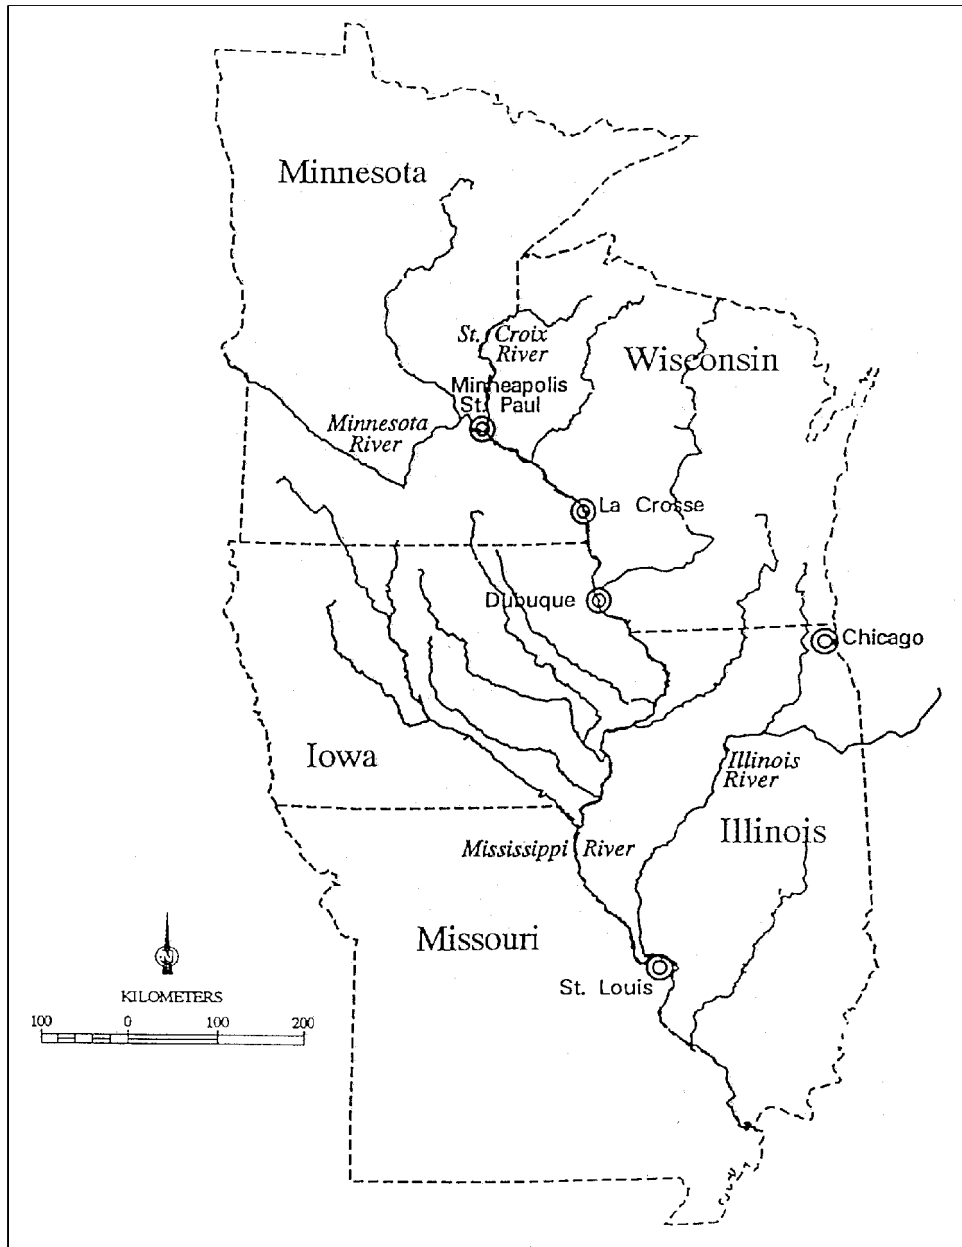 Minnesota
St. Croix
River
Wisconsin
Minneapolis
St. Paul
Minnesota
River
La Crosse
Dubuque
Chicago
Iowa
Illinois
River
Illinois
Mississippi River
Missouri
St. Louis
N
KILOMETERS
100 0 100 200